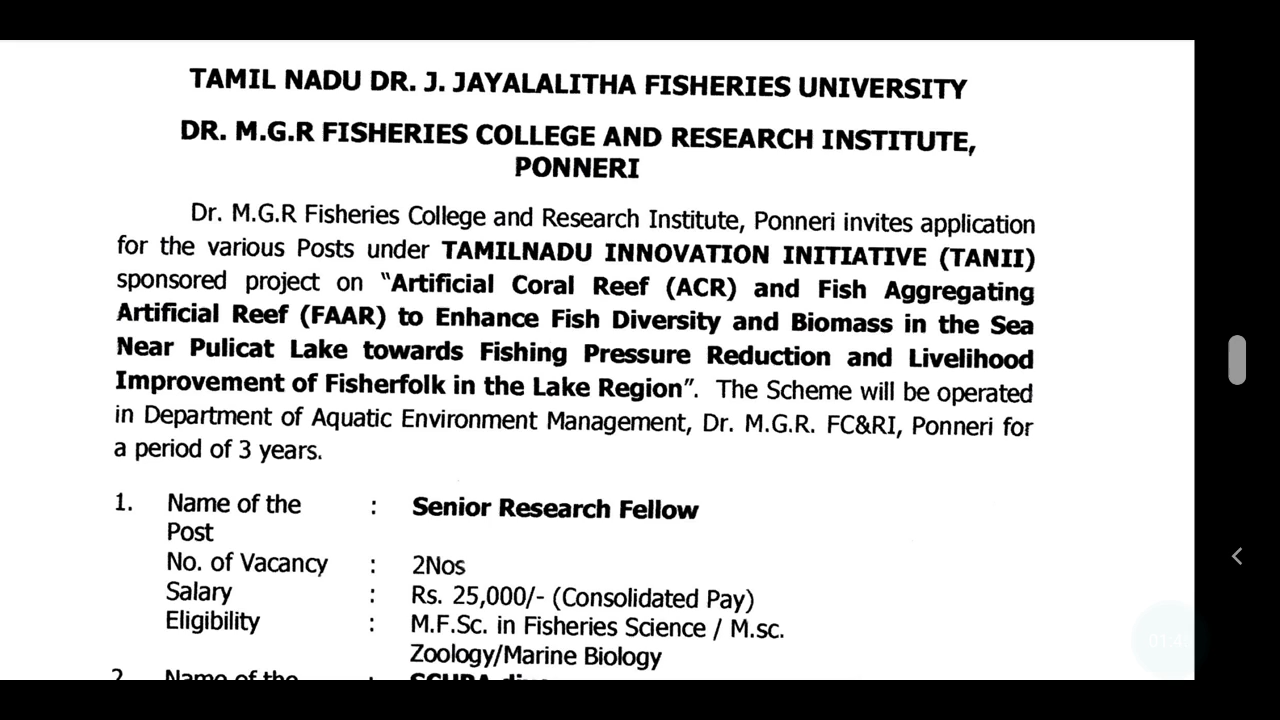 TAMIL NADU DR. J. JAYALALITHA FISHERIES UNIVERSITY
DR. M.G.R FISHERIES COLLEGE AND RESEARCH INSTITUTE,
PONNERI
Dr. M.G.R Fisheries College and Research Institute, Ponneri invites application
for the various Posts under TAMILNADU INNOVATION INITIATIVE (TANII)
sponsored project on “Artificial Coral Reef (ACR) and Fish Aggregating
Artificial Reef (FAAR) to Enhance Fish Diversity and Biomass in the Sea
Near Pulicat Lake towards Fishing Pressure Reduction and Livelihood
Improvement of Fisherfolk in the Lake Region”. The Scheme will be operated
in Department of Aquatic Environment Management, Dr. M.G.R. FC&RI, Ponneri for
a period of 3 years.
1. Name of the Post : Senior Research Fellow
No. of Vacancy : 2Nos
Salary : Rs. 25,000/- (Consolidated Pay)
Eligibility : M.F.Sc. in Fisheries Science / M.sc.
Zoology/Marine Biology
2. Name of the : SCUBA